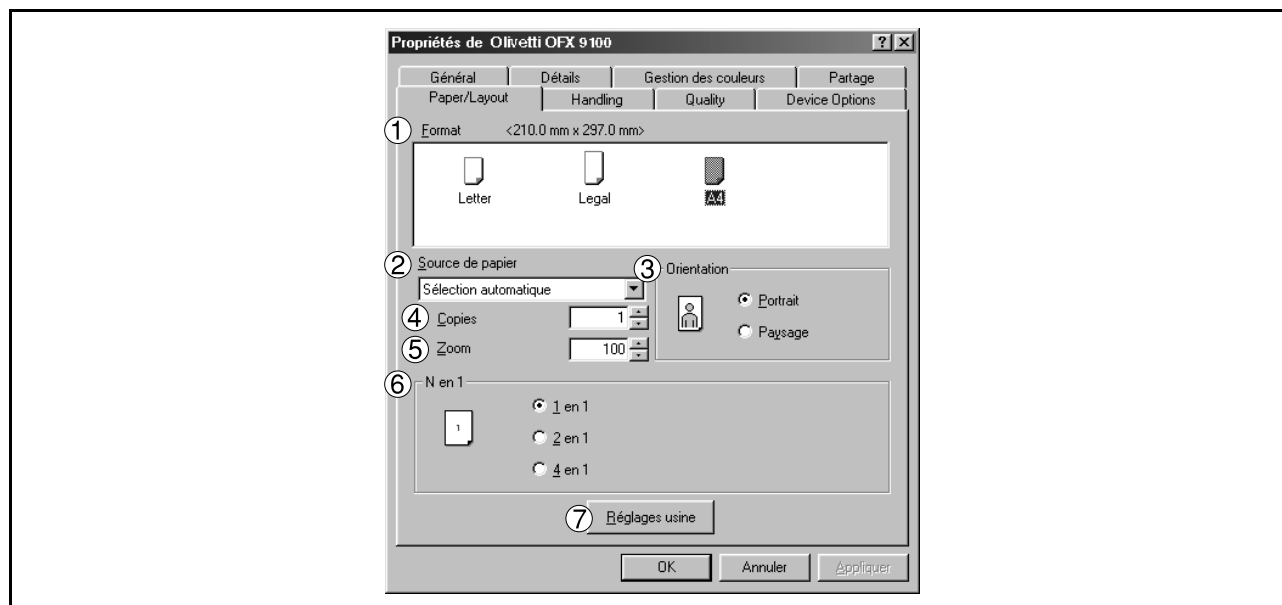 Propriétés de Olivetti OFX 9100
Général Détails Gestion des couleurs Partage
Paper/Layout Handling Quality Device Options
① Format <210.0 mm x 297.0 mm>
Letter Legal A4
② Source de papier
Sélection automatique
③ Orientation
Portrait
Paysage
④ Copies 1
⑤ Zoom 100
⑥ N en 1
1
1 en 1
2 en 1
4 en 1
⑦ Réglages usine
OK Annuler Appliquer